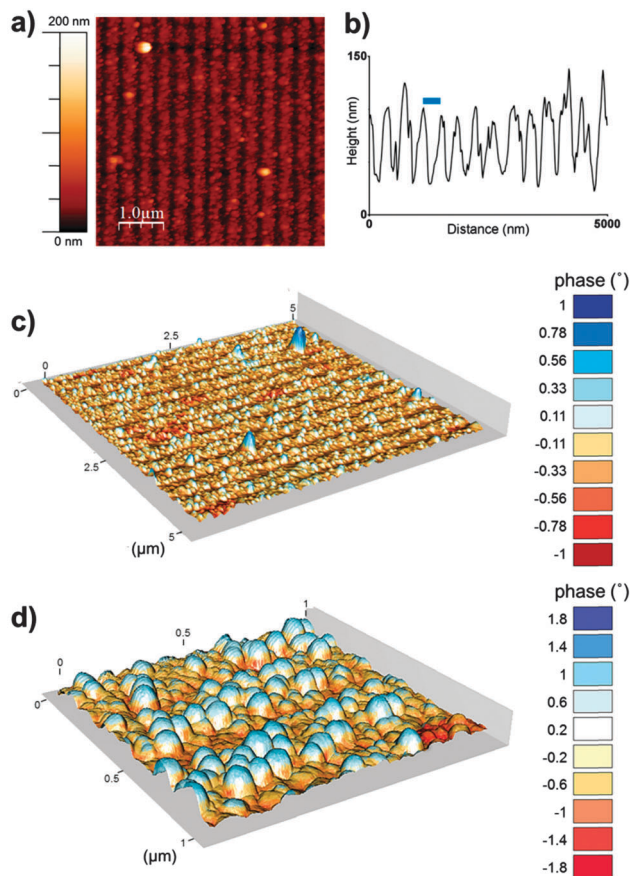 a)
200 nm
0 nm
1.0µm
b)
150
Height (nm)
0
0
5000
Distance (nm)
c)
0
2.5
5
0
2.5
5
(µm)
phase (˚)
1
0.78
0.56
0.33
0.11
-0.11
-0.33
-0.56
-0.78
-1
d)
0
0.5
1
0
0.5
1
(µm)
phase (˚)
1.8
1.4
1
0.6
0.2
-0.2
-0.6
-1
-1.4
-1.8